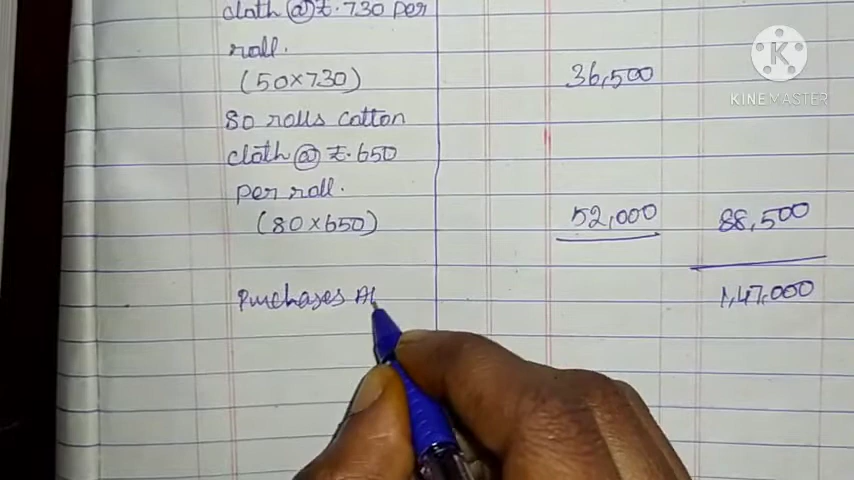 cloth @ ₹.730 per
roll.
(50×730) 36,500
80 rolls cotton
cloth @ ₹.650
per roll.
(80×650) 52,000 88,500
Purchases A 1,47,000
K
KINEMASTER